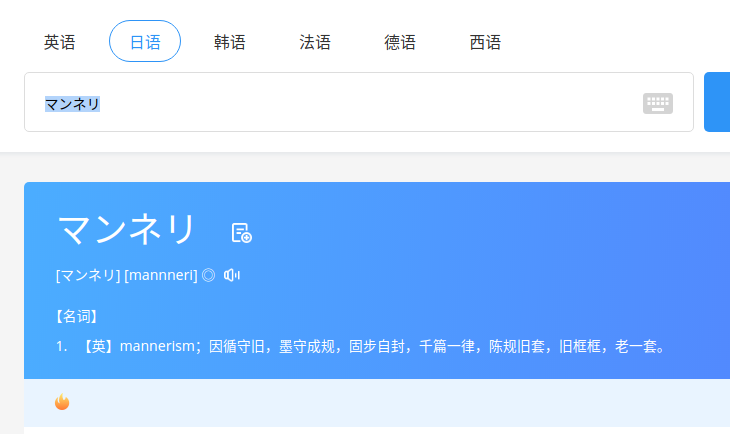 英语 日语 韩语 法语 德语 西语
マンネリ
マンネリ
[マンネリ] [manneri] ◎
【名词】
1. 【英】mannerism；因循守旧，墨守成规，固步自封，千篇一律，陈规旧套，旧框框，老一套。